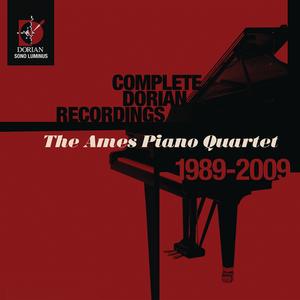 DORIAN
SONO LUMINUS
COMPLETE
DORIAN
RECORDINGS
The Ames Piano Quartet
1989-2009